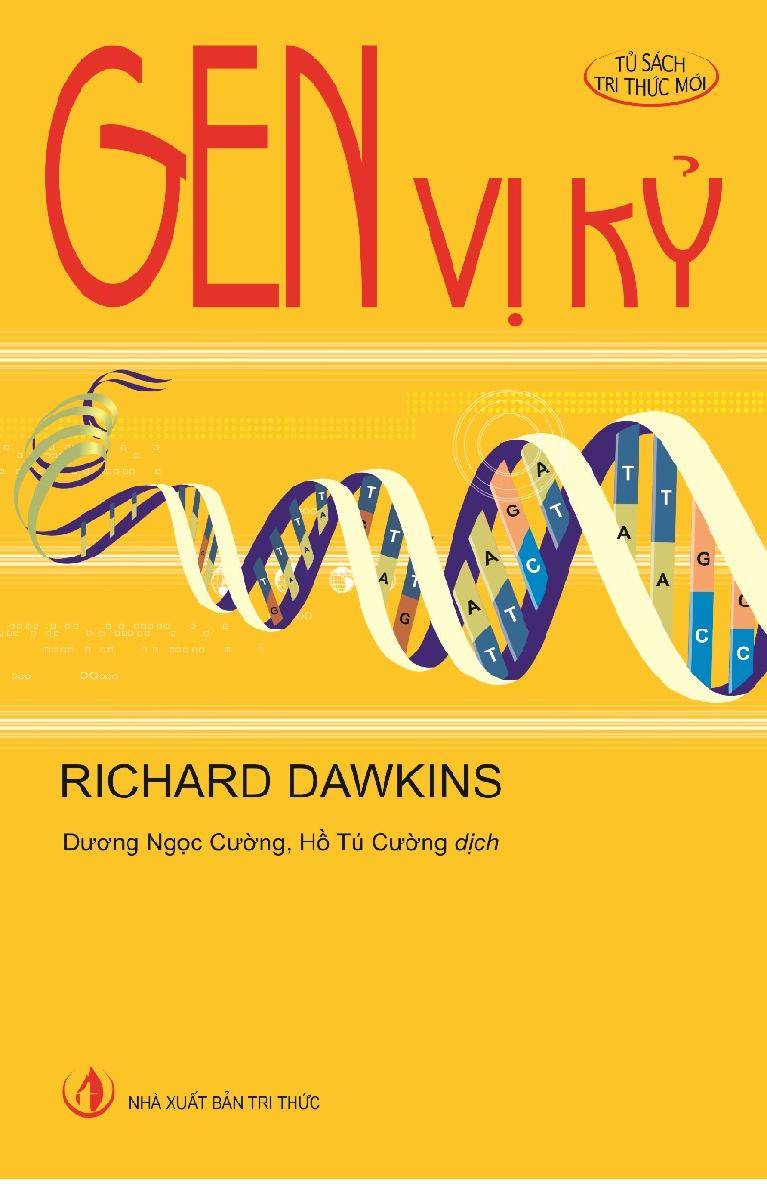 TỦ SÁCH
TRI THỨC MỚI
GEN VỊ KỶ
A T T
G A
T T T T T T C T A A G
G A A A A G A T C C
G T C
RICHARD DAWKINS
Dương Ngọc Cường, Hồ Tú Cường dịch
NHÀ XUẤT BẢN TRI THỨC